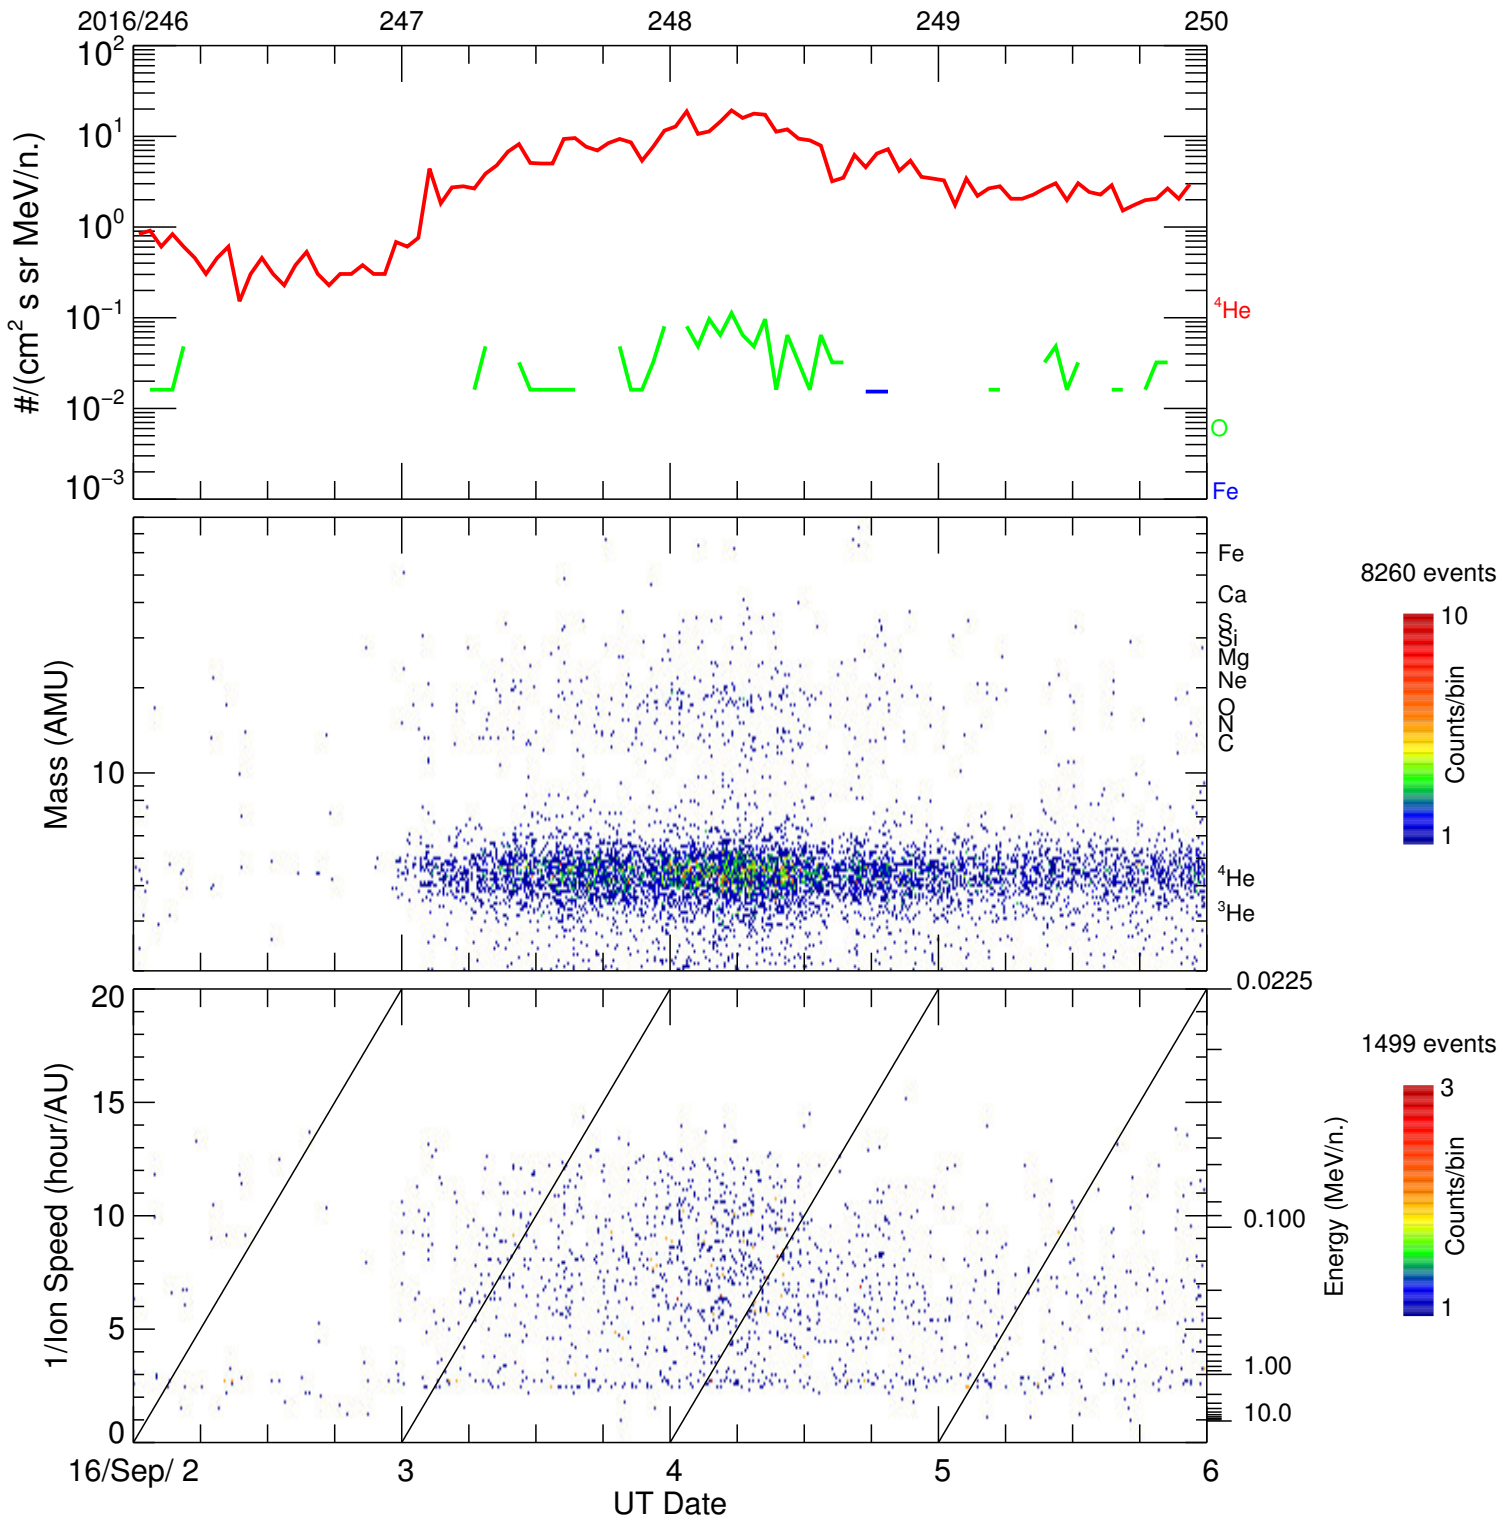 2016/246 247 248 249 250
10²
10¹
10⁰
10⁻¹
10⁻²
10⁻³
#/(cm² s sr MeV/n.)
⁴He
O
Fe
Mass (AMU)
10
Fe
Ca
S
Si
Mg
Ne
O
N
C
⁴He
³He
8260 events
10
Counts/bin
1
1/Ion Speed (hour/AU)
20
15
10
5
0
0.0225
0.100
1.00
10.0
Energy (MeV/n.)
1499 events
3
Counts/bin
1
16/Sep/ 2 3 4 5 6
UT Date